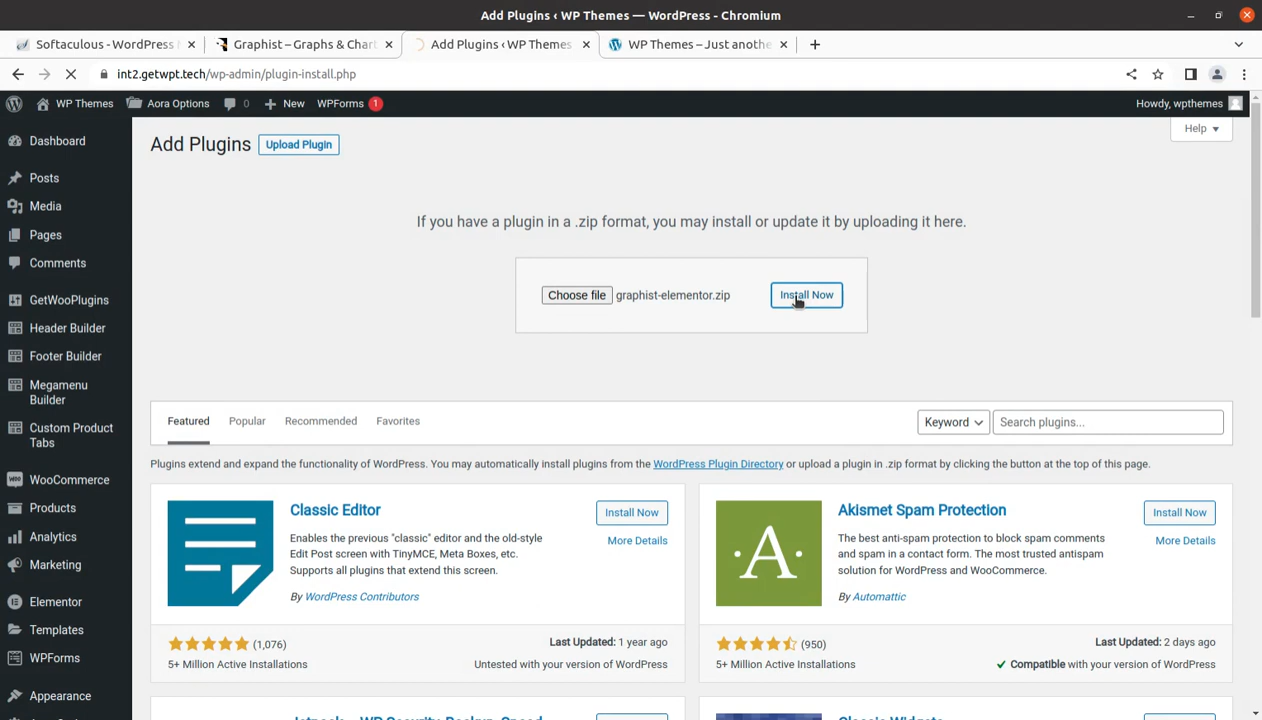 Add Plugins ‹ WP Themes — WordPress - Chromium
Softaculous - WordPress
Graphist – Graphs & Chart
Add Plugins ‹ WP Themes
WP Themes – Just anothe
int2.getwpt.tech/wp-admin/plugin-install.php
WP Themes
Aora Options
0
New
WPForms
1
Howdy, wpthemes
Dashboard
Posts
Media
Pages
Comments
GetWooPlugins
Header Builder
Footer Builder
Megamenu
Builder
Custom Product
Tabs
WooCommerce
Products
Analytics
Marketing
Elementor
Templates
WPForms
Appearance
Add Plugins
Upload Plugin
Help
If you have a plugin in a .zip format, you may install or update it by uploading it here.
Choose file graphist-elementor.zip
Install Now
Featured
Popular
Recommended
Favorites
Keyword
Search plugins...
Plugins extend and expand the functionality of WordPress. You may automatically install plugins from the WordPress Plugin Directory or upload a plugin in .zip format by clicking the button at the top of this page.
Classic Editor
Install Now
More Details
Enables the previous "classic" editor and the old-style
Edit Post screen with TinyMCE, Meta Boxes, etc.
Supports all plugins that extend this screen.
By WordPress Contributors
(1,076)
Last Updated: 1 year ago
5+ Million Active Installations
Untested with your version of WordPress
Akismet Spam Protection
Install Now
More Details
The best anti-spam protection to block spam comments
and spam in a contact form. The most trusted antispam
solution for WordPress and WooCommerce.
By Automattic
(950)
Last Updated: 2 days ago
5+ Million Active Installations
Compatible with your version of WordPress